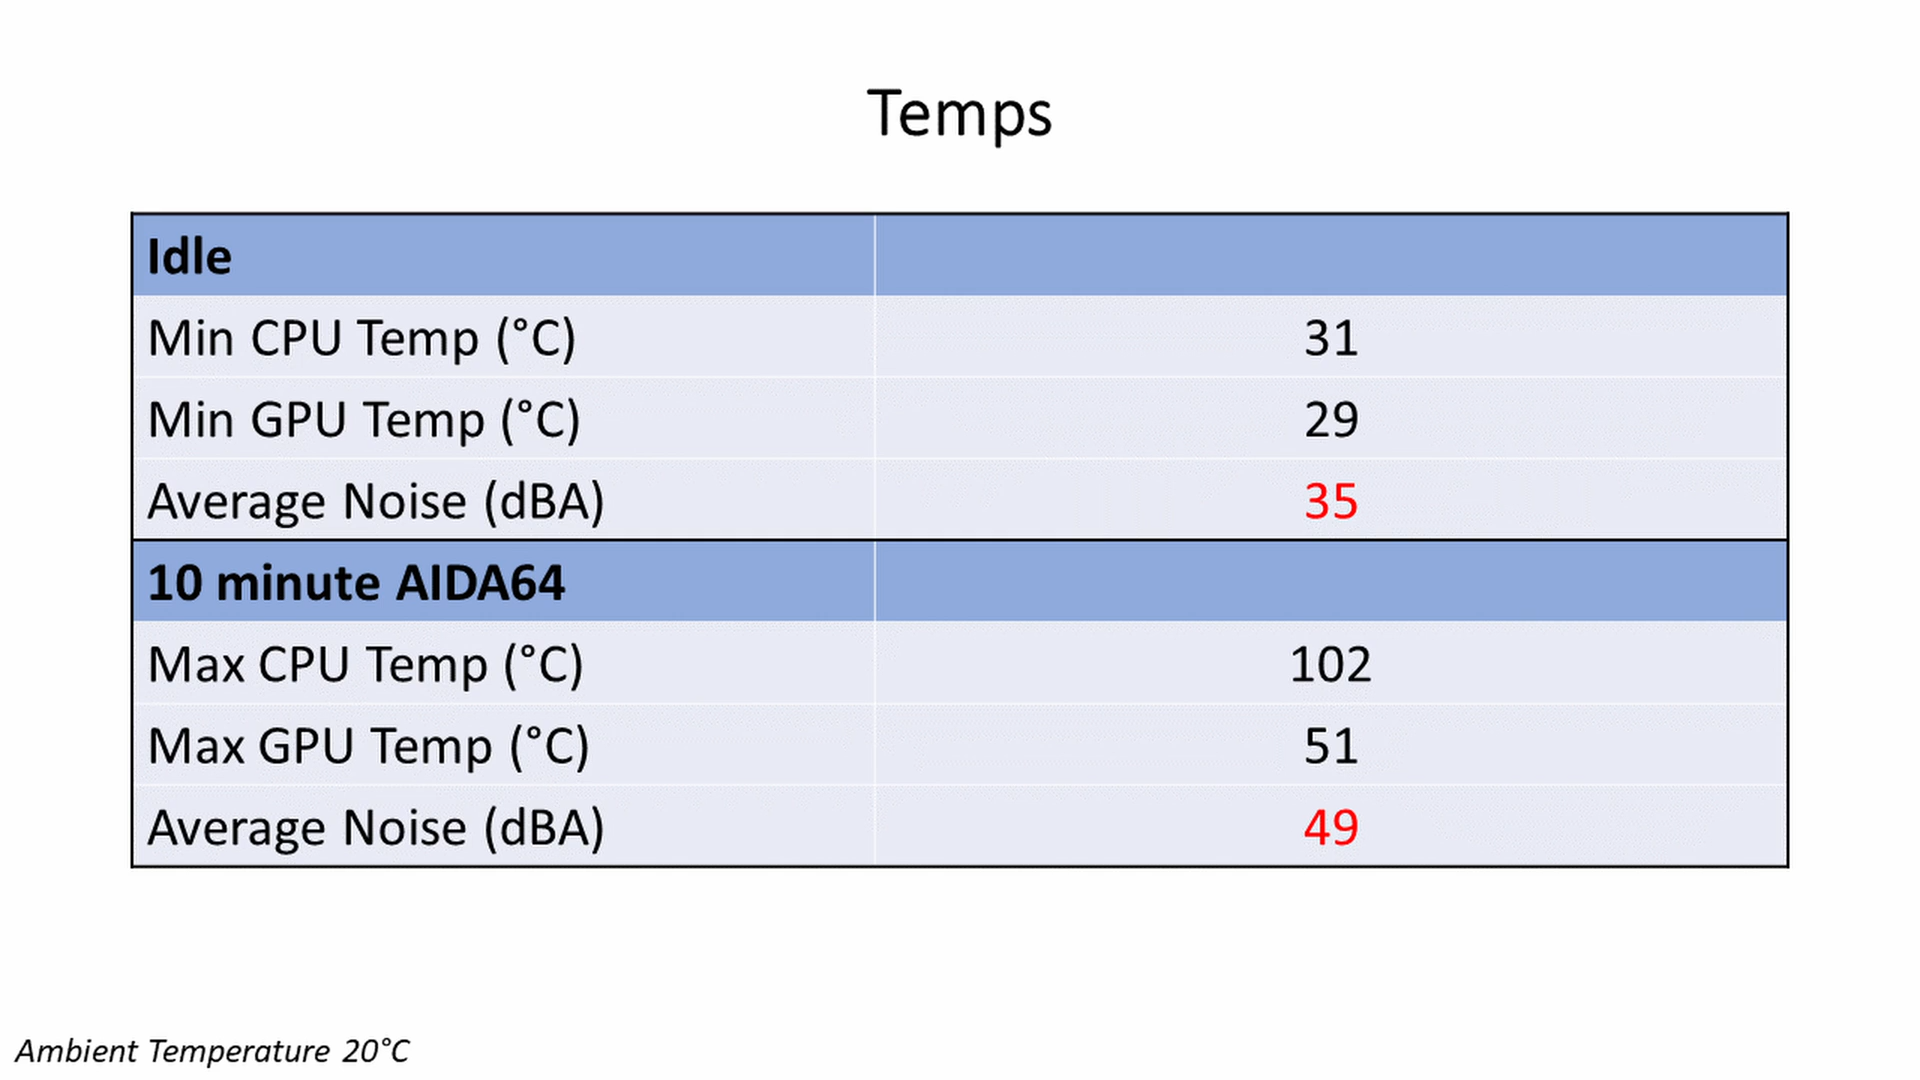 Temps
Idle
Min CPU Temp (°C) 31
Min GPU Temp (°C) 29
Average Noise (dBA) 35
10 minute AIDA64
Max CPU Temp (°C) 102
Max GPU Temp (°C) 51
Average Noise (dBA) 49
Ambient Temperature 20°C